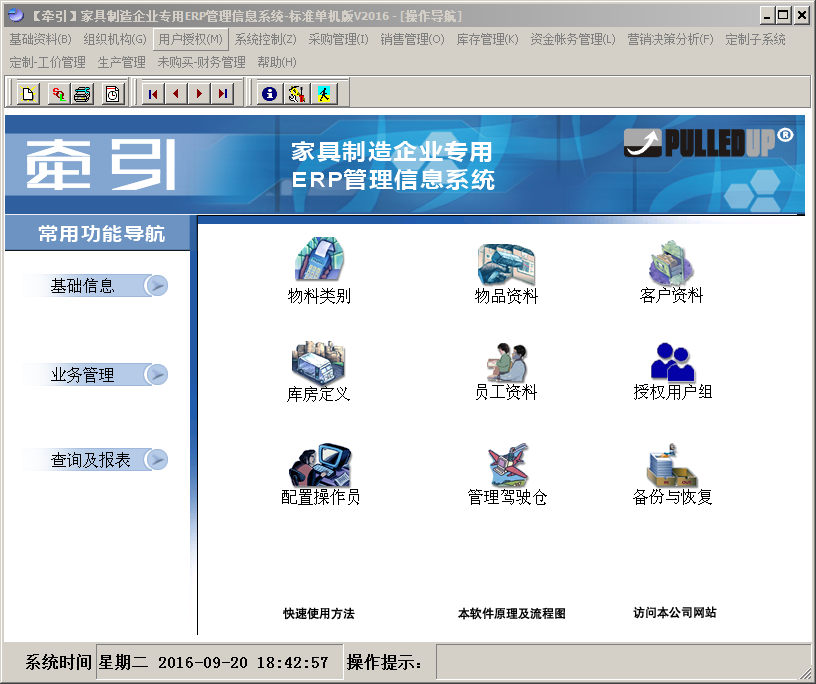 【牵引】家具制造企业专用ERP管理信息系统-标准单机版V2016 - [操作导航]
基础资料(B) 组织机构(G) 用户授权(M) 系统控制(Z) 采购管理(I) 销售管理(O) 库存管理(K) 资金帐务管理(L) 营销决策分析(F) 定制子系统
定制-工价管理 生产管理 未购买-财务管理 帮助(H)
牵引
家具制造企业专用
ERP管理信息系统
PULLEDUP®
常用功能导航
基础信息
业务管理
查询及报表
物料类别 物品资料 客户资料
库房定义 员工资料 授权用户组
配置操作员 管理驾驶仓 备份与恢复
快速使用方法 本软件原理及流程图 访问本公司网站
系统时间 星期二 2016-09-20 18:42:57 操作提示：